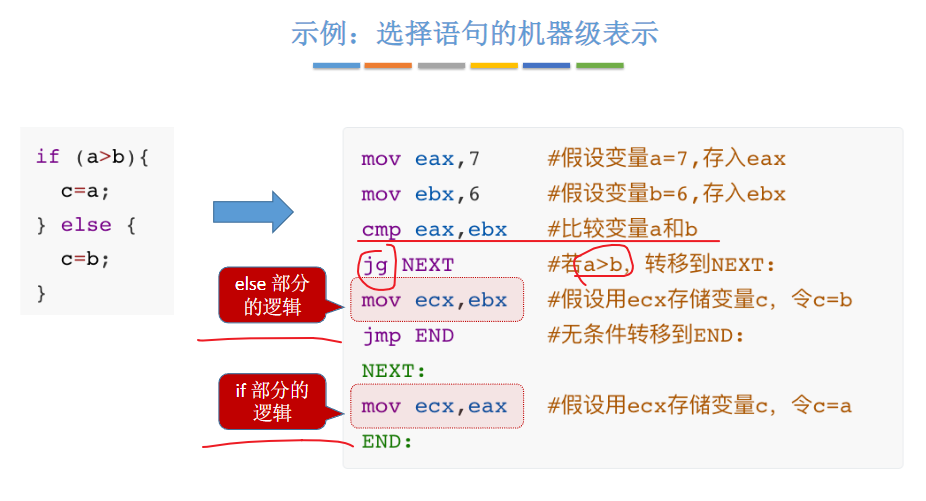 示例：选择语句的机器级表示
if (a>b){
c=a;
} else {
c=b;
}
mov eax,7 #假设变量a=7,存入eax
mov ebx,6 #假设变量b=6,存入ebx
cmp eax,ebx #比较变量a和b
jg NEXT #若a>b，转移到NEXT:
else 部分
的逻辑
mov ecx,ebx #假设用ecx存储变量c，令c=b
jmp END #无条件转移到END:
NEXT:
if 部分的
逻辑
mov ecx,eax #假设用ecx存储变量c，令c=a
END: